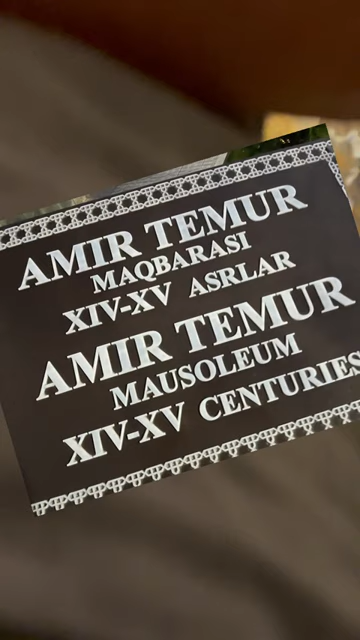 AMIR TEMUR
MAQBARASI
XIV-XV ASRLAR
AMIR TEMUR
MAUSOLEUM
XIV-XV CENTURIES